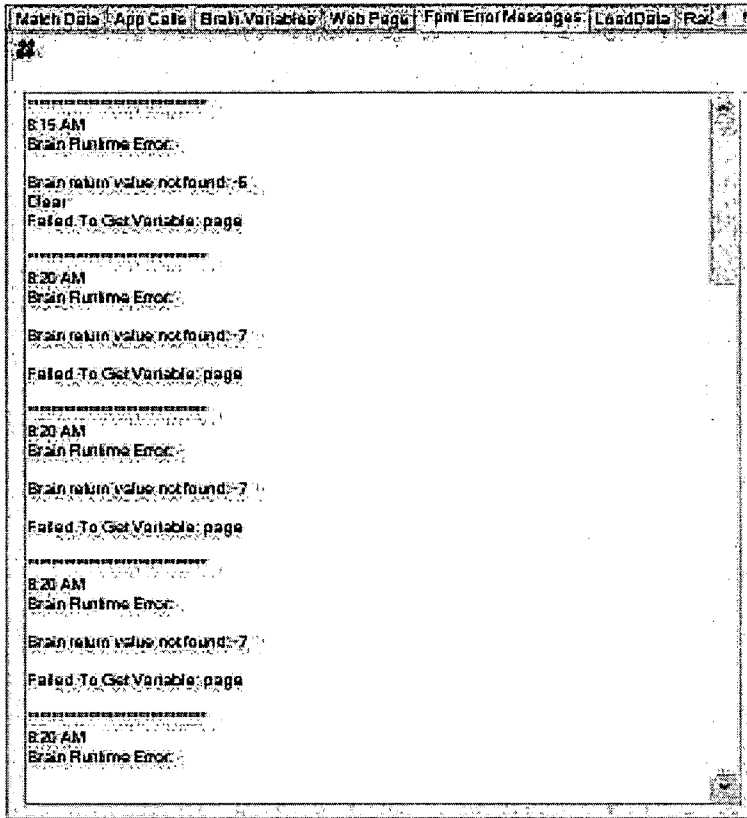 Match Data App Calls Brain Variables Web Page Fpml Error Messages LoadData
8:15 AM
Brain Runtime Error: -
Brain return value not found: -6
Clear
Failed To Get Variable: page
8:20 AM
Brain Runtime Error: -
Brain return value not found: -7
Failed To Get Variable: page
8:20 AM
Brain Runtime Error: -
Brain return value not found: -7
Failed To Get Variable: page
8:20 AM
Brain Runtime Error: -
Brain return value not found: -7
Failed To Get Variable: page
8:20 AM
Brain Runtime Error: -